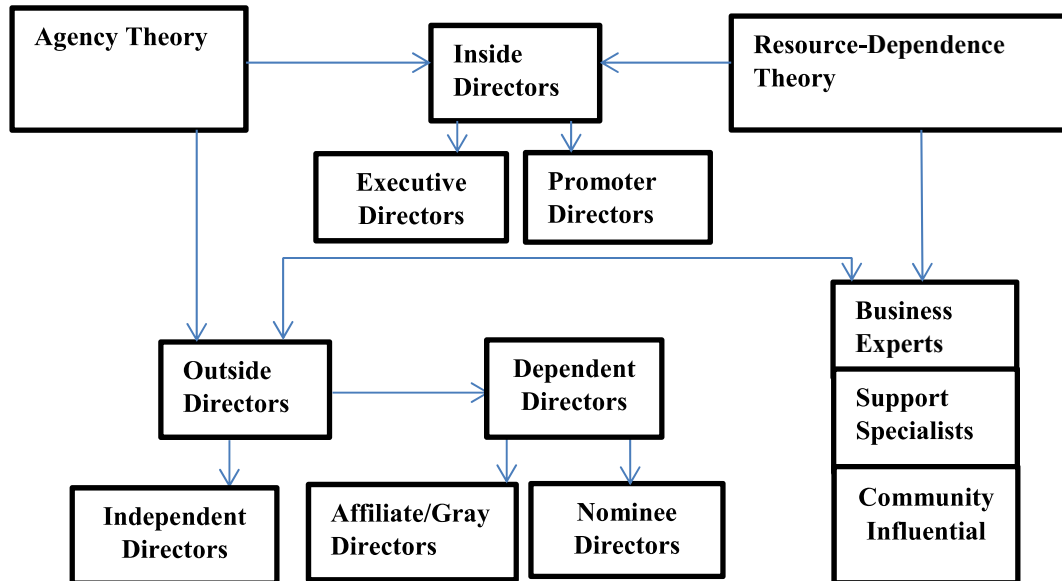 Agency Theory
Inside
Directors
Resource-Dependence
Theory
Executive
Directors
Promoter
Directors
Business
Experts
Outside
Directors
Dependent
Directors
Support
Specialists
Independent
Directors
Affiliate/Gray
Directors
Nominee
Directors
Community
Influential